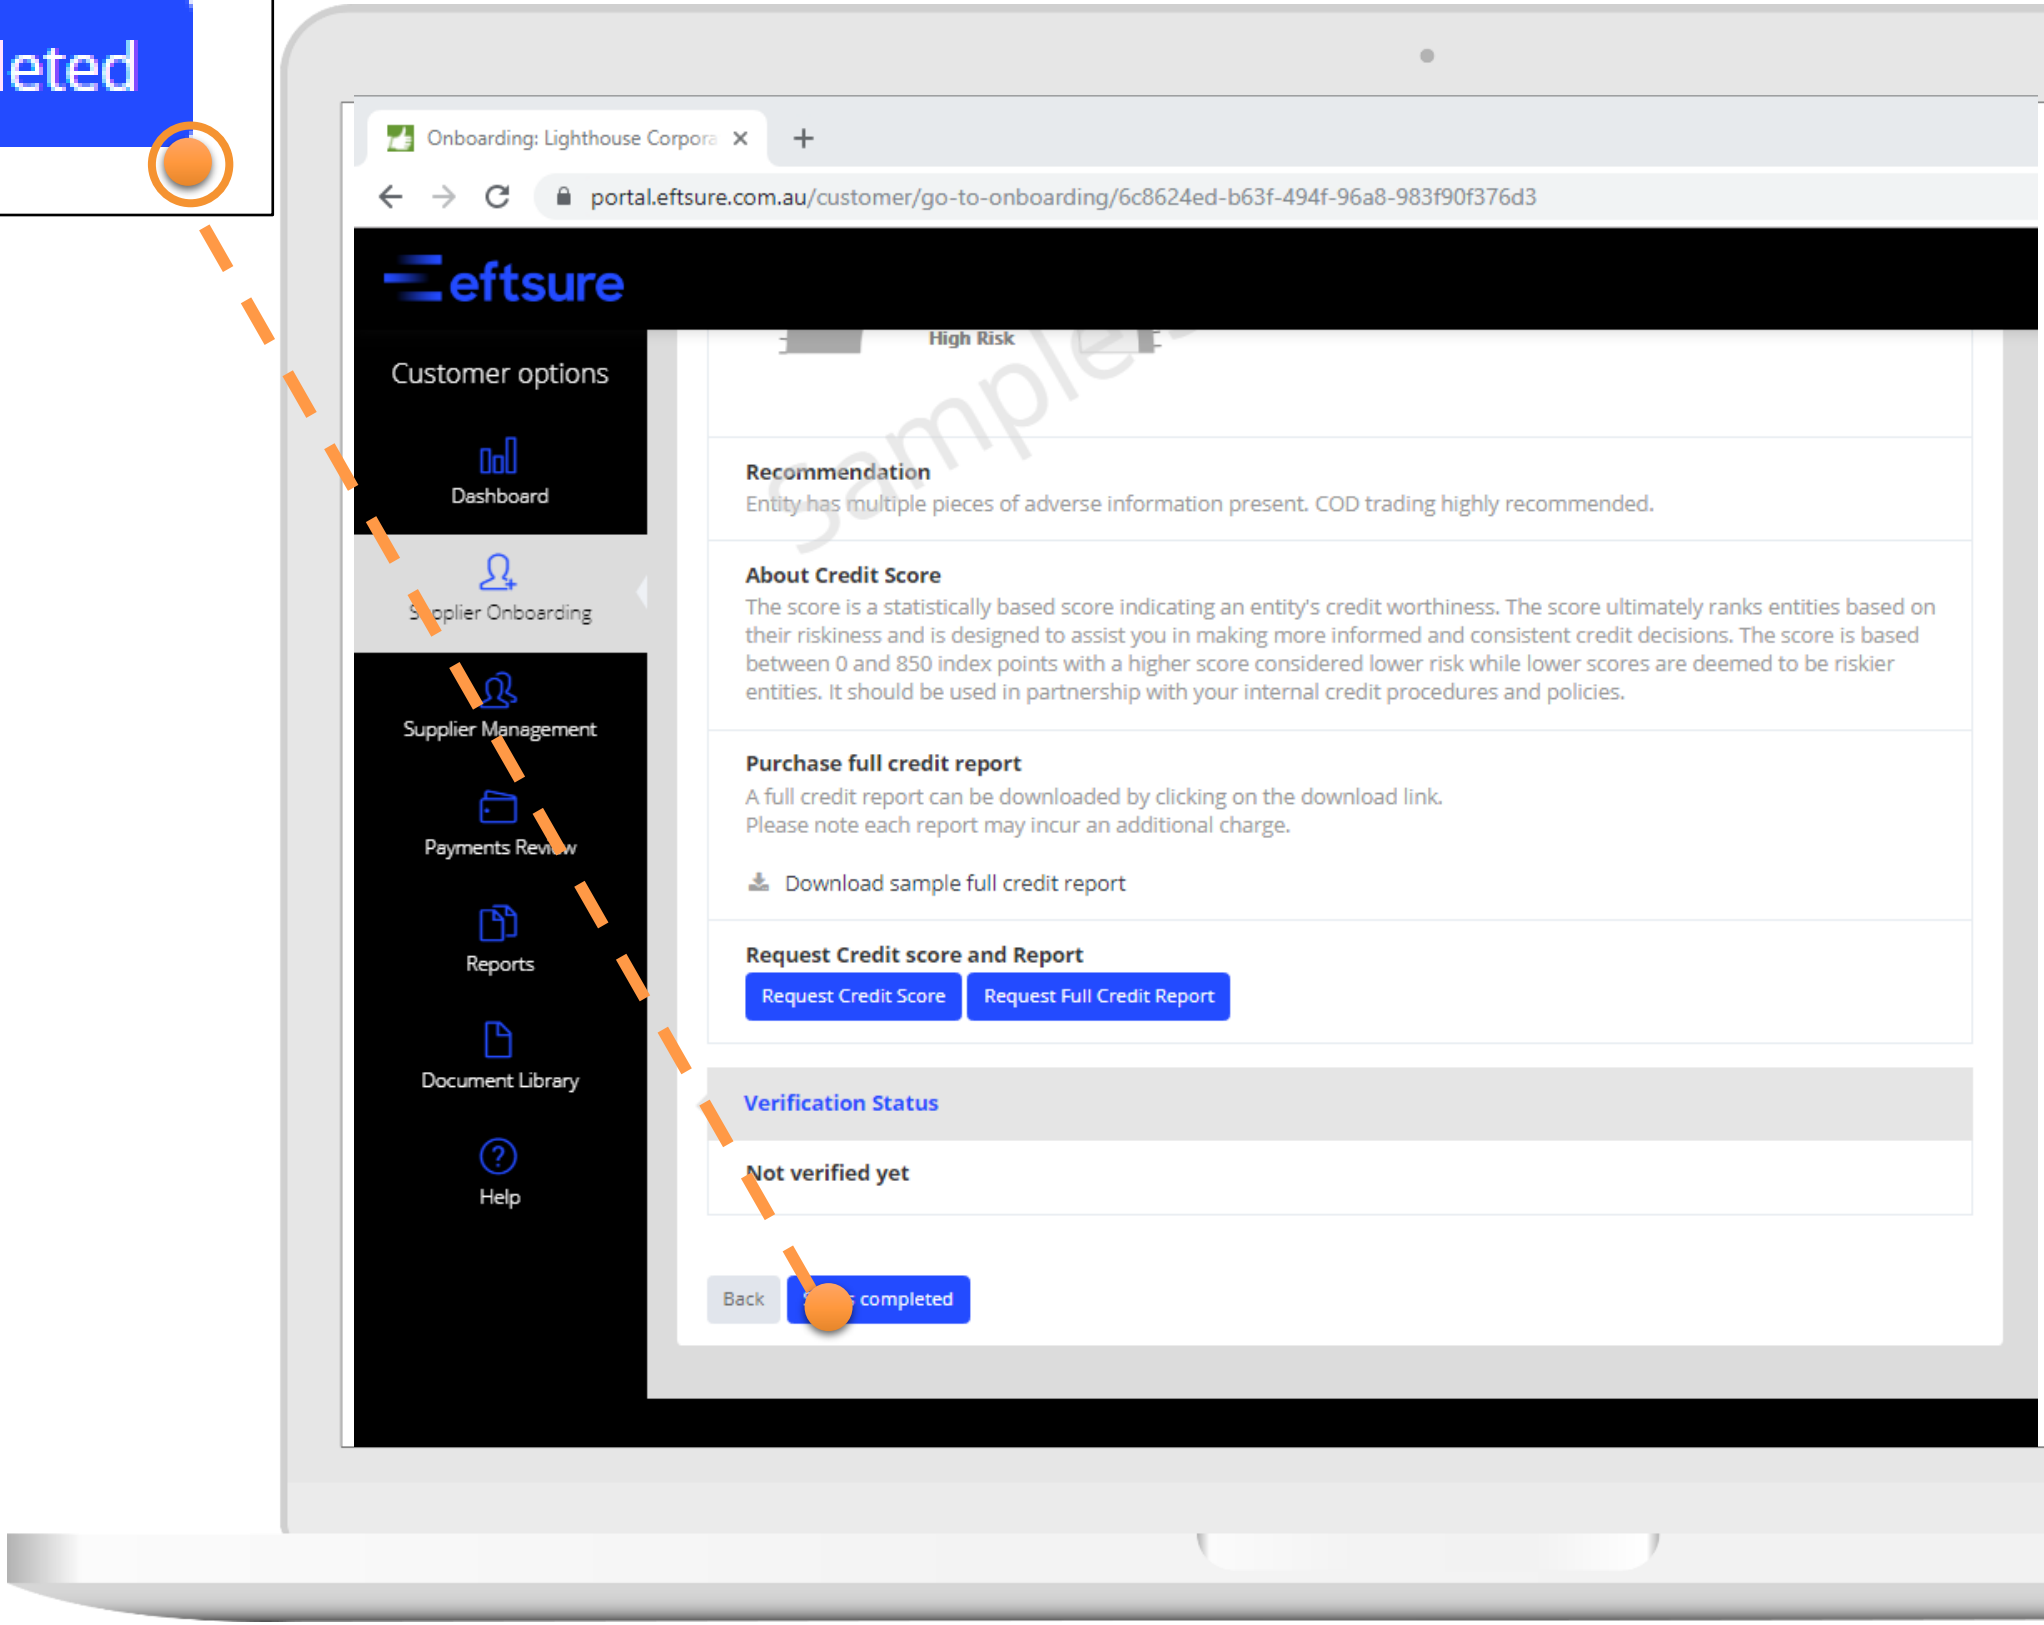 leted
Onboarding: Lighthouse Corpora
portal.eftsure.com.au/customer/go-to-onboarding/6c8624ed-b63f-494f-96a8-983f90f376d3
eftsure
Customer options
Dashboard
Supplier Onboarding
Supplier Management
Payments Review
Reports
Document Library
Help
High Risk
Sample
Recommendation
Entity has multiple pieces of adverse information present. COD trading highly recommended.
About Credit Score
The score is a statistically based score indicating an entity's credit worthiness. The score ultimately ranks entities based on
their riskiness and is designed to assist you in making more informed and consistent credit decisions. The score is based
between 0 and 850 index points with a higher score considered lower risk while lower scores are deemed to be riskier
entities. It should be used in partnership with your internal credit procedures and policies.
Purchase full credit report
A full credit report can be downloaded by clicking on the download link.
Please note each report may incur an additional charge.
Download sample full credit report
Request Credit score and Report
Request Credit Score
Request Full Credit Report
Verification Status
Not verified yet
Back
completed